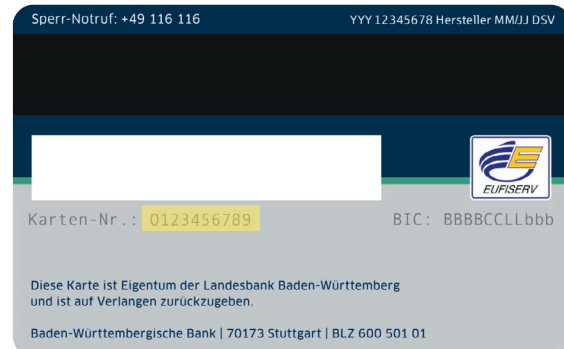 Sperr-Notruf: +49 116 116
YYY 12345678 Hersteller MM/JJ DSV
EUFISERV
Karten-Nr.: 0123456789
BIC: BBBBCCLLbbb
Diese Karte ist Eigentum der Landesbank Baden-Württemberg
und ist auf Verlangen zurückzugeben.
Baden-Württembergische Bank | 70173 Stuttgart | BLZ 600 501 01